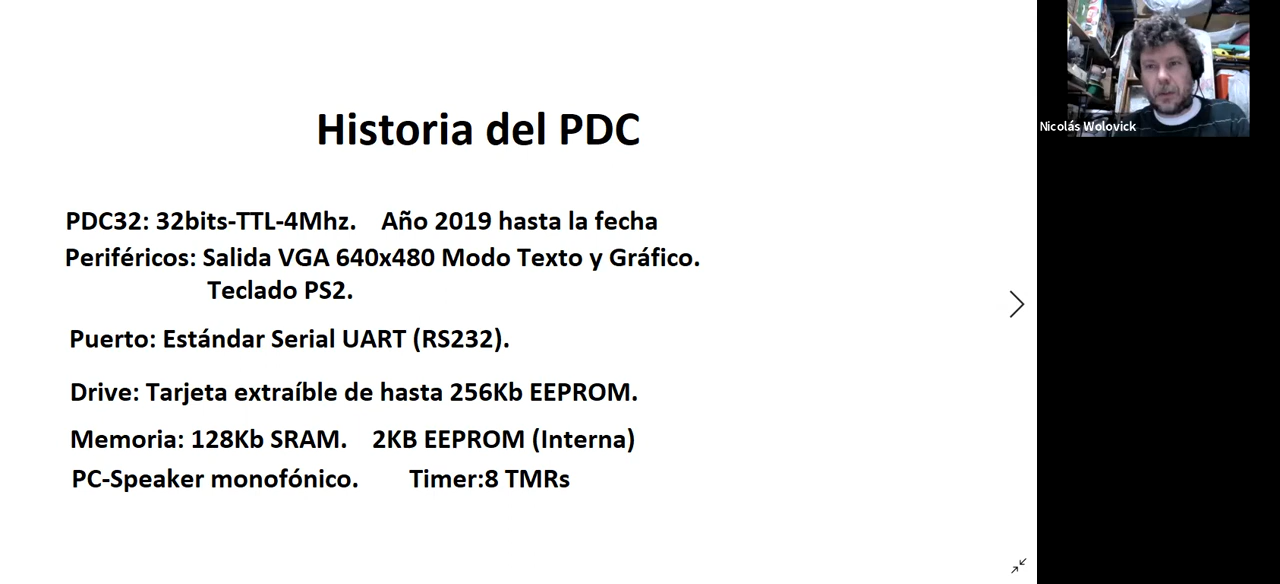 Historia del PDC
PDC32: 32bits-TTL-4Mhz. Año 2019 hasta la fecha
Periféricos: Salida VGA 640x480 Modo Texto y Gráfico.
Teclado PS2.
Puerto: Estándar Serial UART (RS232).
Drive: Tarjeta extraíble de hasta 256Kb EEPROM.
Memoria: 128Kb SRAM. 2KB EEPROM (Interna)
PC-Speaker monofónico. Timer:8 TMRs
Nicolás Wolovick